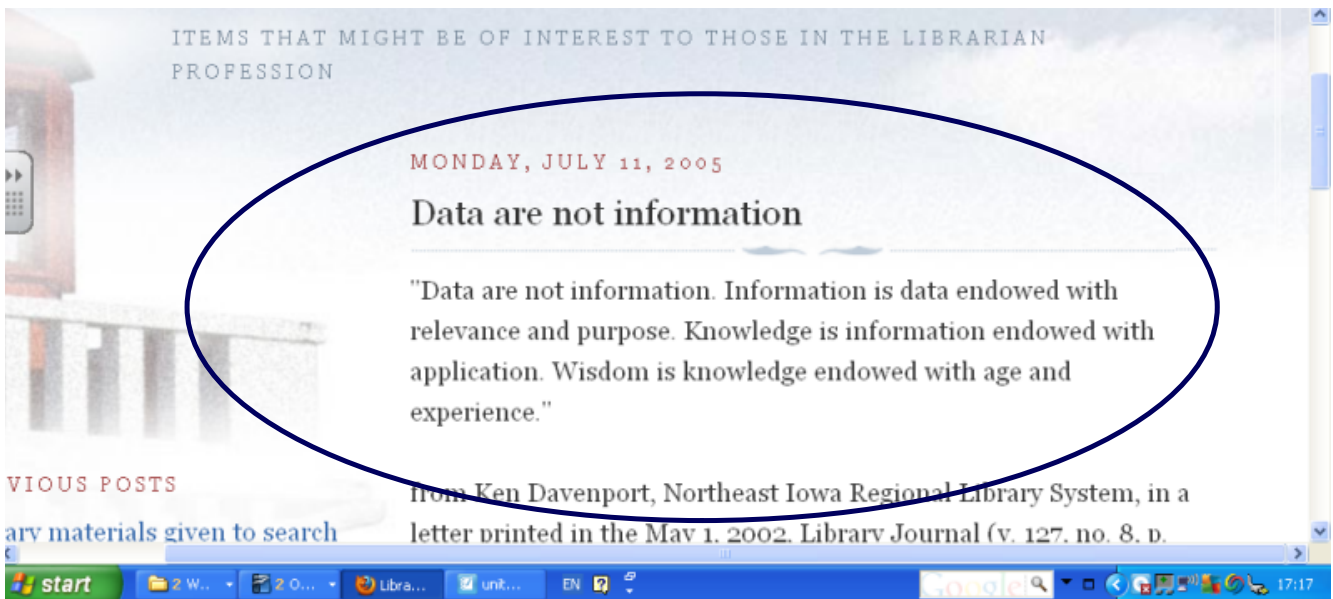 ITEMS THAT MIGHT BE OF INTEREST TO THOSE IN THE LIBRARIAN
PROFESSION
MONDAY, JULY 11, 2005
Data are not information
"Data are not information. Information is data endowed with
relevance and purpose. Knowledge is information endowed with
application. Wisdom is knowledge endowed with age and
experience."
VIOUS POSTS
ary materials given to search
from Ken Davenport, Northeast Iowa Regional Library System, in a
letter printed in the May 1, 2002, Library Journal (v. 127, no. 8, p.
start
2 W..
2 O...
Libra...
unit...
EN
Google
17:17